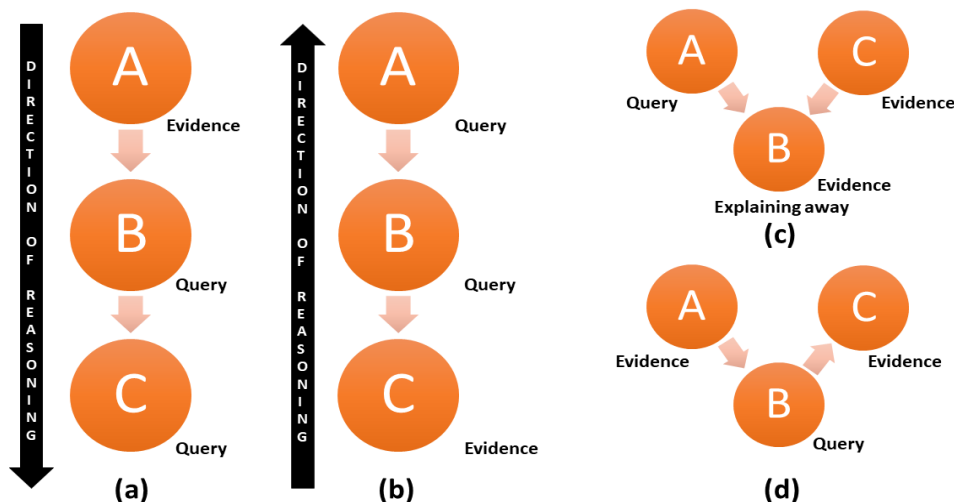 DIRECTION OF REASONING
A
Evidence
B
Query
C
Query
(a)
DIRECTION OF REASONING
A
Query
B
Query
C
Evidence
(b)
A
C
Query
Evidence
B
Evidence
Explaining away
(c)
A
C
Evidence
Evidence
B
Query
(d)